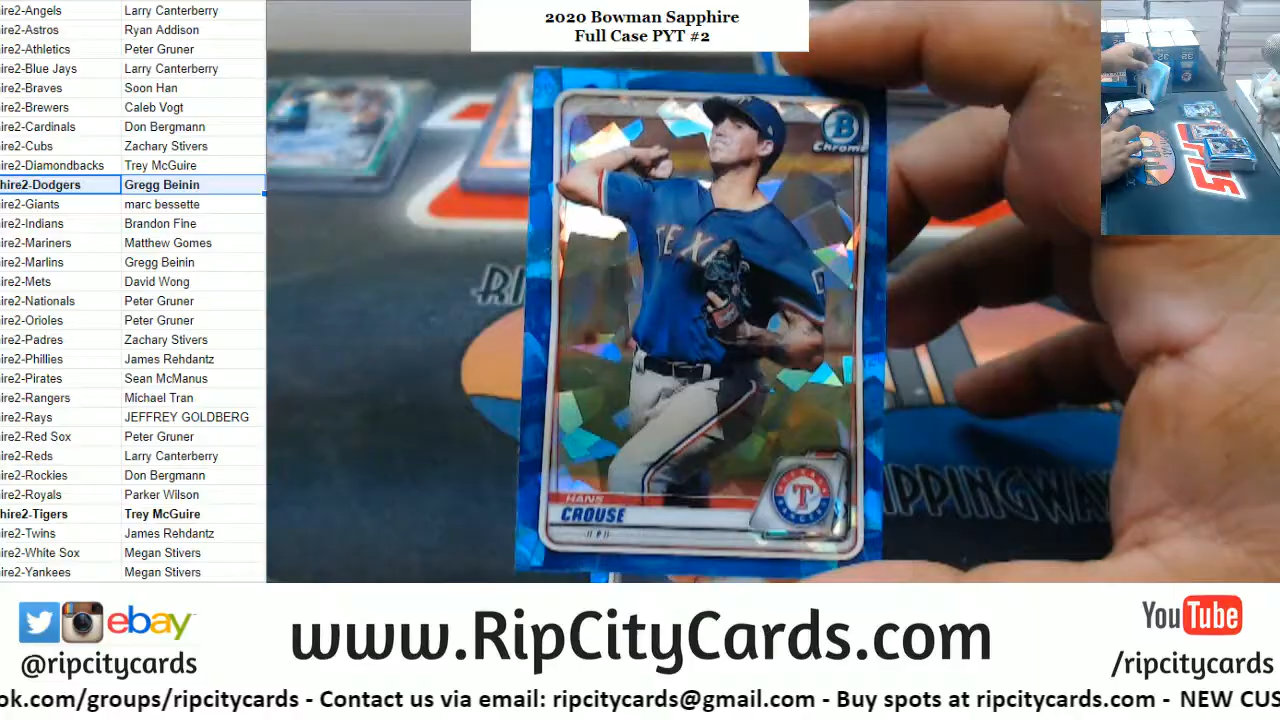 2020 Bowman Sapphire
Full Case PYT #2
ire2-Angels Larry Canterberry
ire2-Astros Ryan Addison
ire2-Athletics Peter Gruner
ire2-Blue Jays Larry Canterberry
ire2-Braves Soon Han
ire2-Brewers Caleb Vogt
ire2-Cardinals Don Bergmann
ire2-Cubs Zachary Stivers
ire2-Diamondbacks Trey McGuire
hire2-Dodgers Gregg Beinin
ire2-Giants marc bessette
ire2-Indians Brandon Fine
ire2-Mariners Matthew Gomes
ire2-Marlins Gregg Beinin
ire2-Mets David Wong
ire2-Nationals Peter Gruner
ire2-Orioles Peter Gruner
ire2-Padres Zachary Stivers
ire2-Phillies James Rehdantz
ire2-Pirates Sean McManus
ire2-Rangers Michael Tran
ire2-Rays JEFFREY GOLDBERG
ire2-Red Sox Peter Gruner
ire2-Reds Larry Canterberry
ire2-Rockies Don Bergmann
ire2-Royals Parker Wilson
hire2-Tigers Trey McGuire
ire2-Twins James Rehdantz
ire2-White Sox Megan Stivers
ire2-Yankees Megan Stivers
B
Chrome
TEXA
RI
IPPINGWA
T
HANS
CROUSE
P
ebay
@ripcitycards
www.RipCityCards.com
YouTube
/ripcitycards
ok.com/groups/ripcitycards - Contact us via email: ripcitycards@gmail.com - Buy spots at ripcitycards.com - NEW CUS